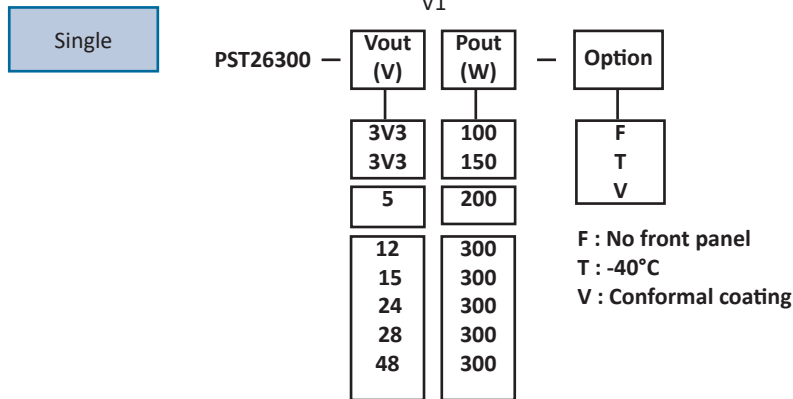 V1
Single
PST26300 — Vout (V) Pout (W) — Option
3V3 100 F
3V3 150 T
5 200 V
12 300
15 300
24 300
28 300
48 300
F : No front panel
T : -40°C
V : Conformal coating